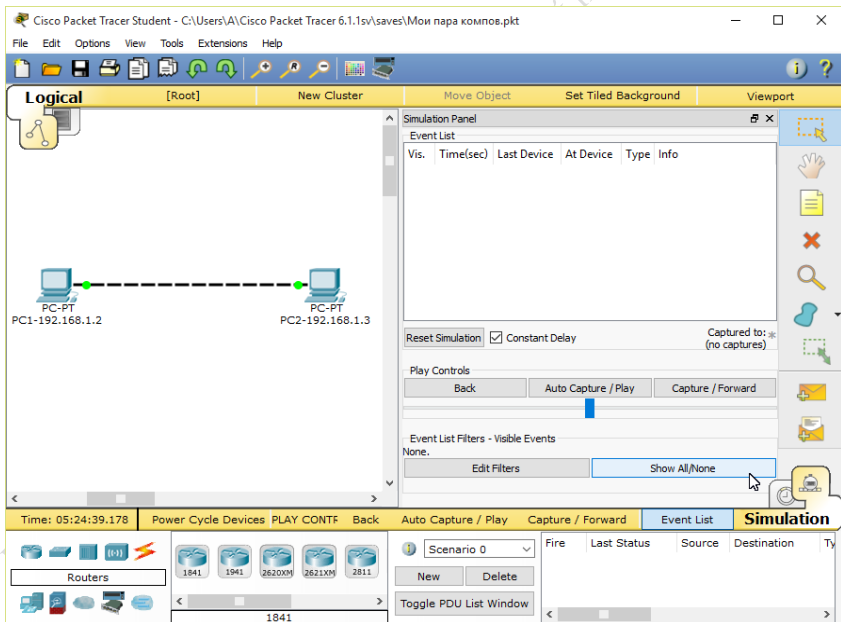 Cisco Packet Tracer Student - C:\Users\A\Cisco Packet Tracer 6.1.1sv\saves\Мои пара компов.pkt
File Edit Options View Tools Extensions Help
Logical [Root] New Cluster Move Object Set Tiled Background Viewport
Simulation Panel
Event List
Vis. Time(sec) Last Device At Device Type Info
PC-PT
PC1-192.168.1.2
PC-PT
PC2-192.168.1.3
Reset Simulation Constant Delay
Captured to: *
(no captures)
Play Controls
Back Auto Capture / Play Capture / Forward
Event List Filters - Visible Events
None.
Edit Filters Show All/None
Time: 05:24:39.178 Power Cycle Devices PLAY CONTF Back Auto Capture / Play Capture / Forward Event List Simulation
Routers
1841 1941 2620XM 2621XM 2811
1841
Scenario 0
New Delete
Toggle PDU List Window
Fire Last Status Source Destination Ty